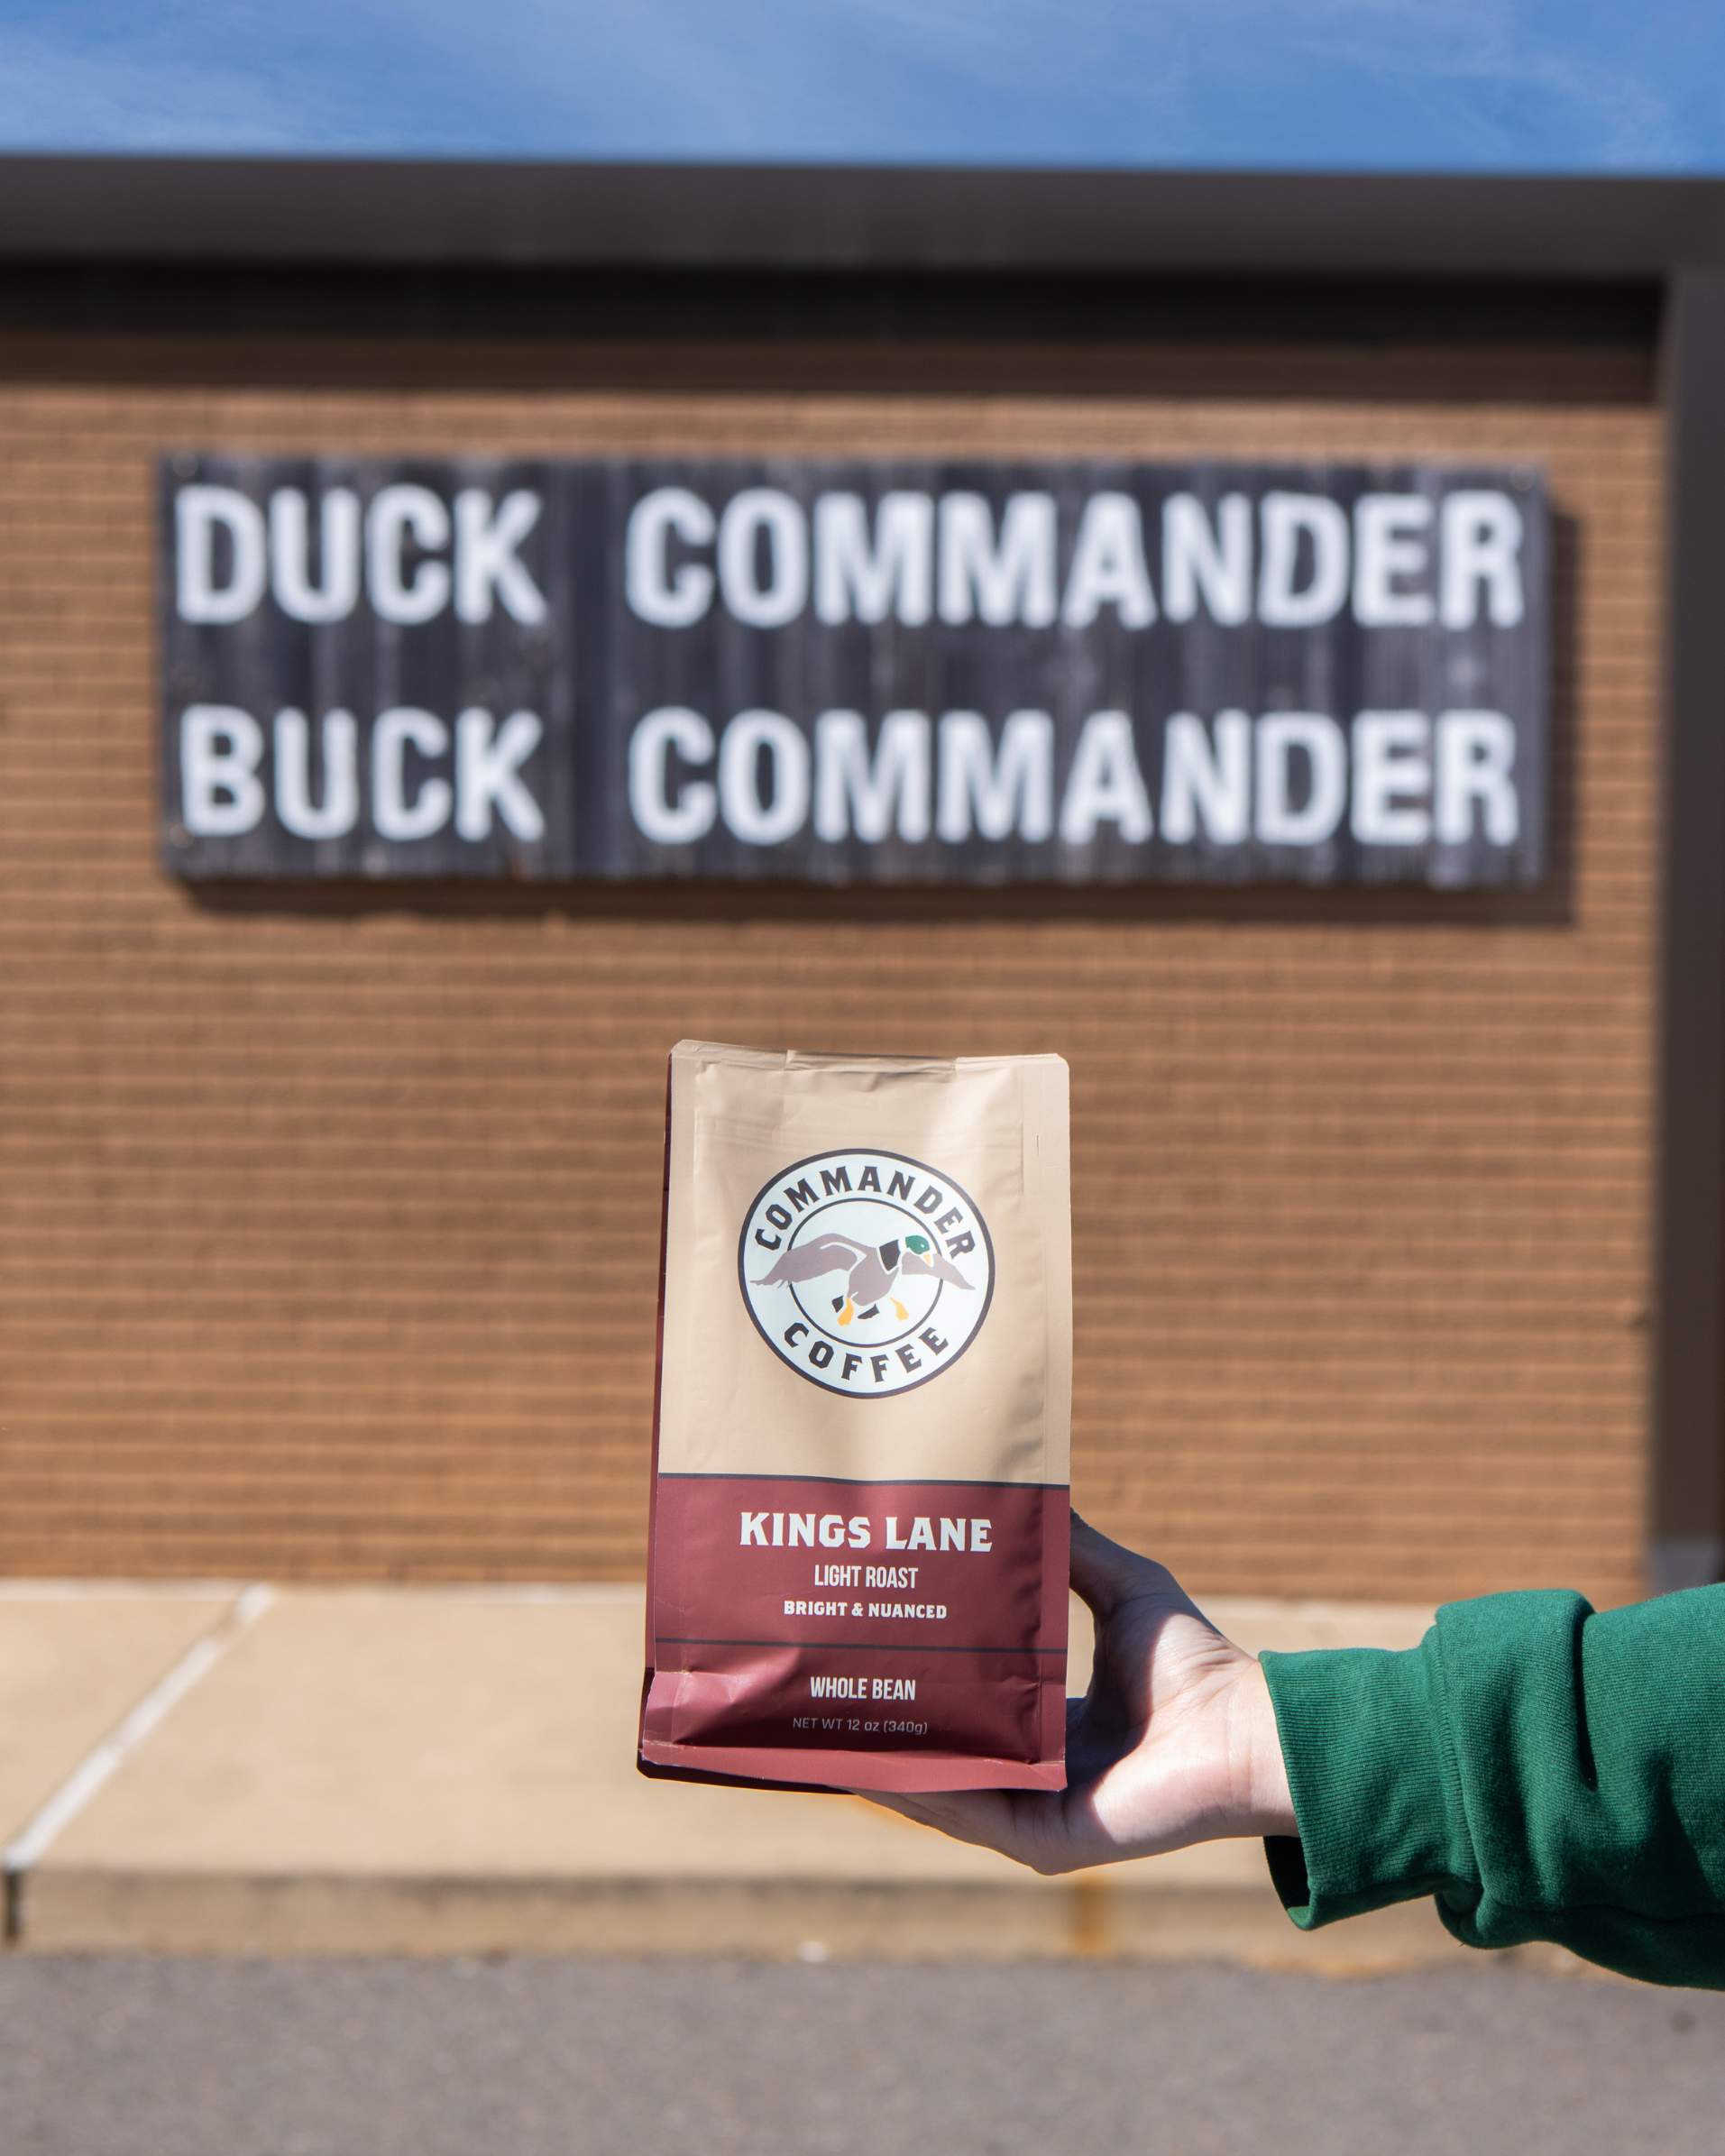 DUCK COMMANDER
BUCK COMMANDER
COMMANDER
COFFEE
KINGS LANE
LIGHT ROAST
BRIGHT & NUANCED
WHOLE BEAN
NET WT 12 oz (340g)